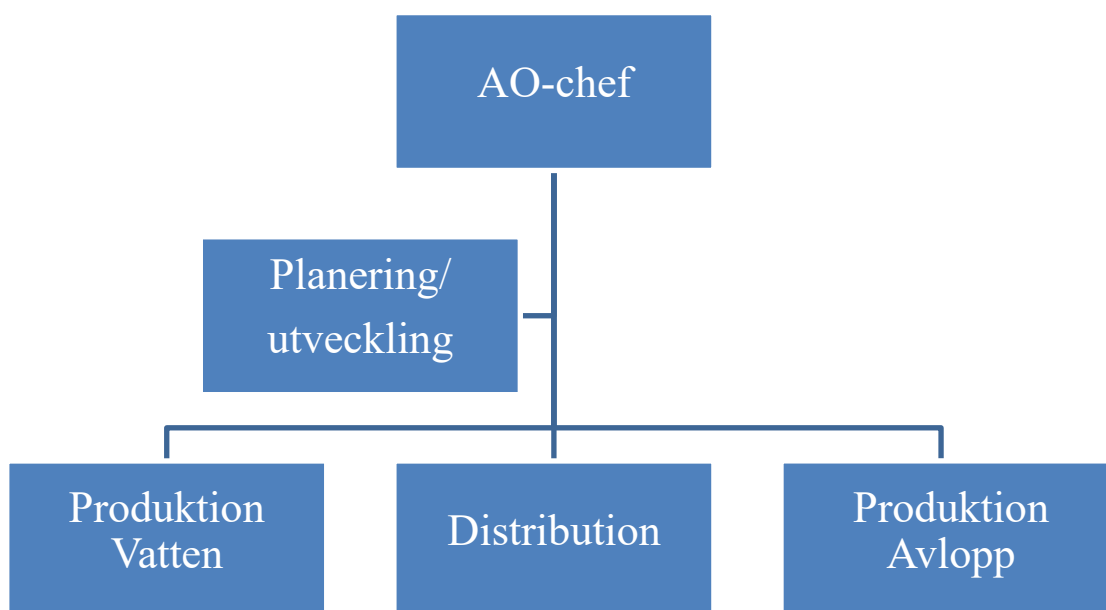 AO-chef
Planering/
utveckling
Produktion
Vatten
Distribution
Produktion
Avlopp